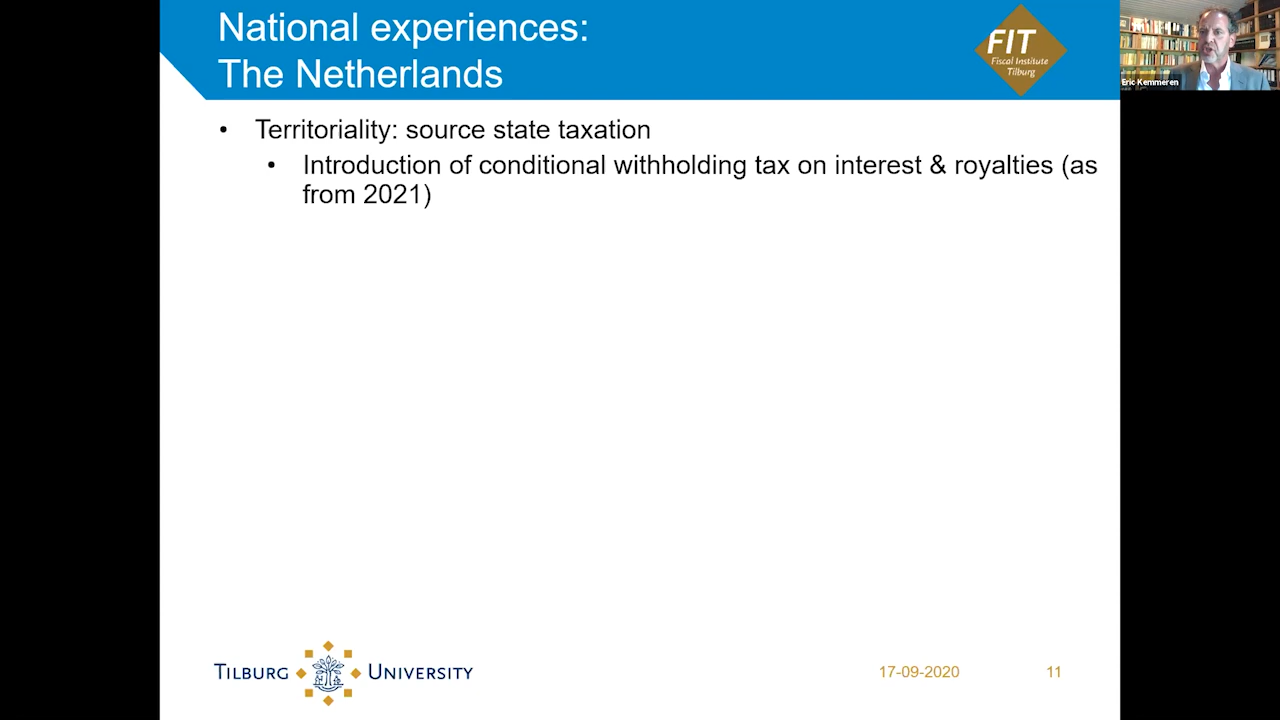 National experiences:
The Netherlands
FIT
Fiscal Institute
Tilburg
Eric Kemmeren
• Territoriality: source state taxation
• Introduction of conditional withholding tax on interest & royalties (as
from 2021)
TILBURG UNIVERSITY
17-09-2020
11